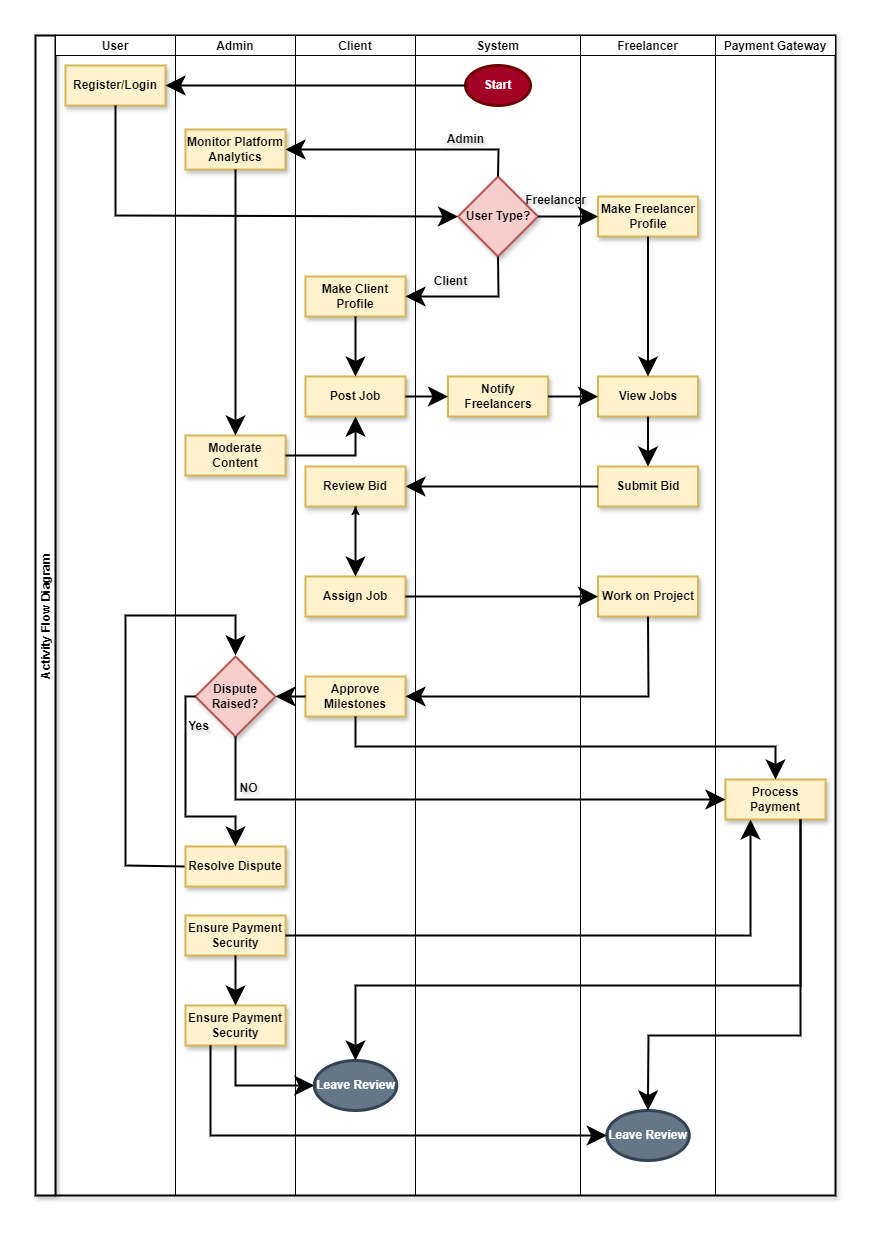 User
Admin
Client
System
Freelancer
Payment Gateway
Activity Flow Diagram
Register/Login
Start
Admin
Monitor Platform
Analytics
User Type?
Freelancer
Make Freelancer
Profile
Client
Make Client
Profile
Post Job
Notify
Freelancers
View Jobs
Moderate
Content
Review Bid
Submit Bid
Assign Job
Work on Project
Dispute
Raised?
Approve
Milestones
Yes
NO
Process
Payment
Resolve Dispute
Ensure Payment
Security
Ensure Payment
Security
Leave Review
Leave Review